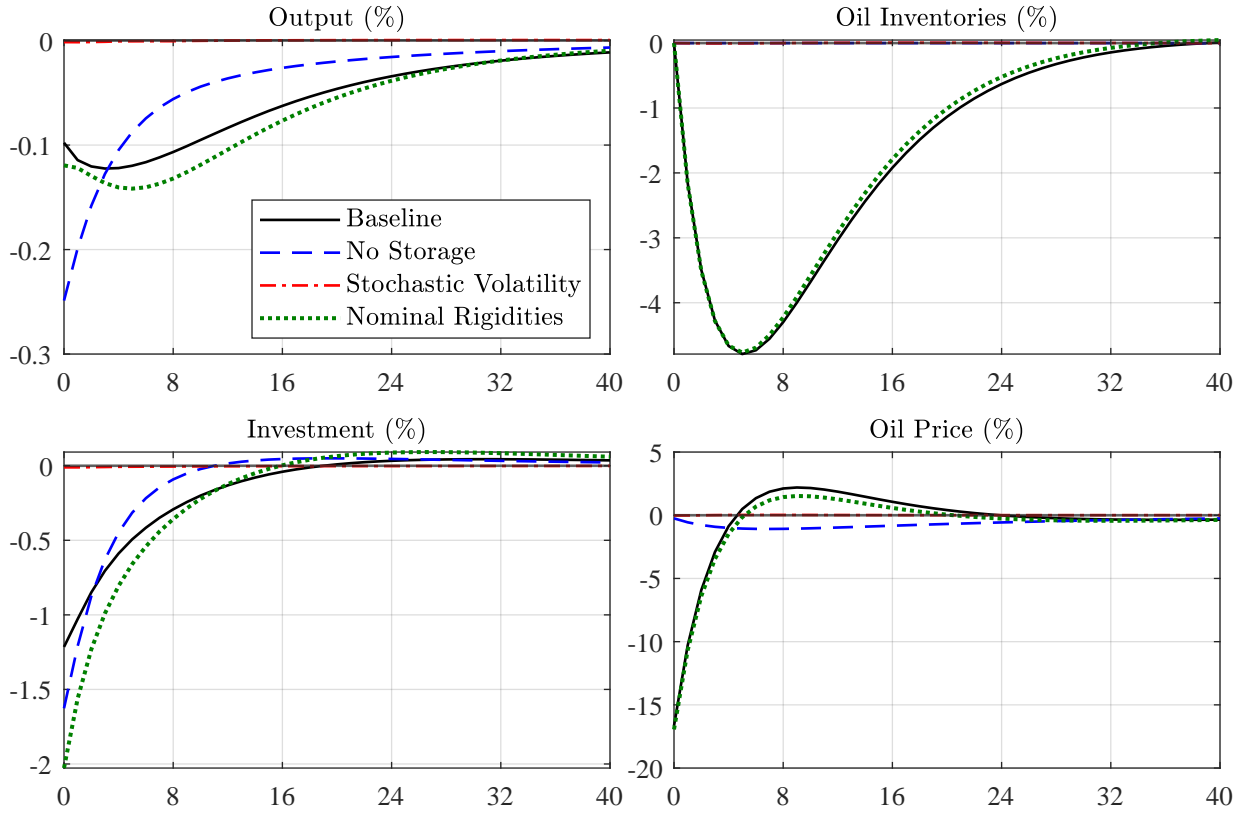 Output (%)
0
-0.1
-0.2
-0.3
0 8 16 24 32 40
Baseline
No Storage
Stochastic Volatility
Nominal Rigidities
Oil Inventories (%)
0
-1
-2
-3
-4
0 8 16 24 32 40
Investment (%)
0
-0.5
-1
-1.5
-2
0 8 16 24 32 40
Oil Price (%)
5
0
-5
-10
-15
-20
0 8 16 24 32 40